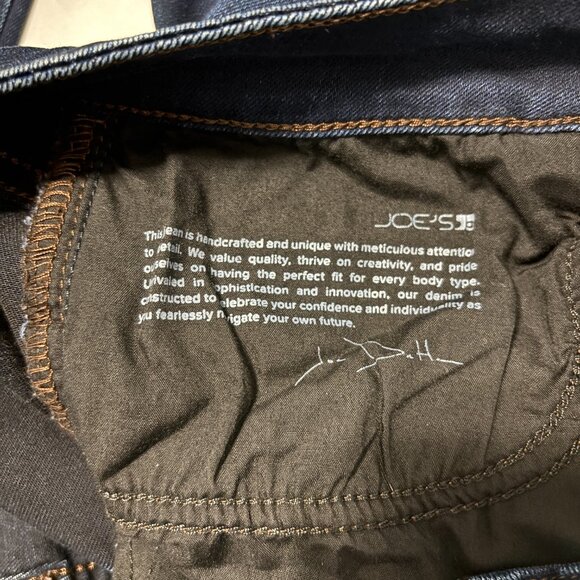 JOE'S
This jean is handcrafted and unique with meticulous attentio
to detail. We value quality, thrive on creativity, and pride
ourselves on having the perfect fit for every body type.
Unrivaled in sophistication and innovation, our denim is
constructed to celebrate your confidence and individuality as
you fearlessly navigate your own future.